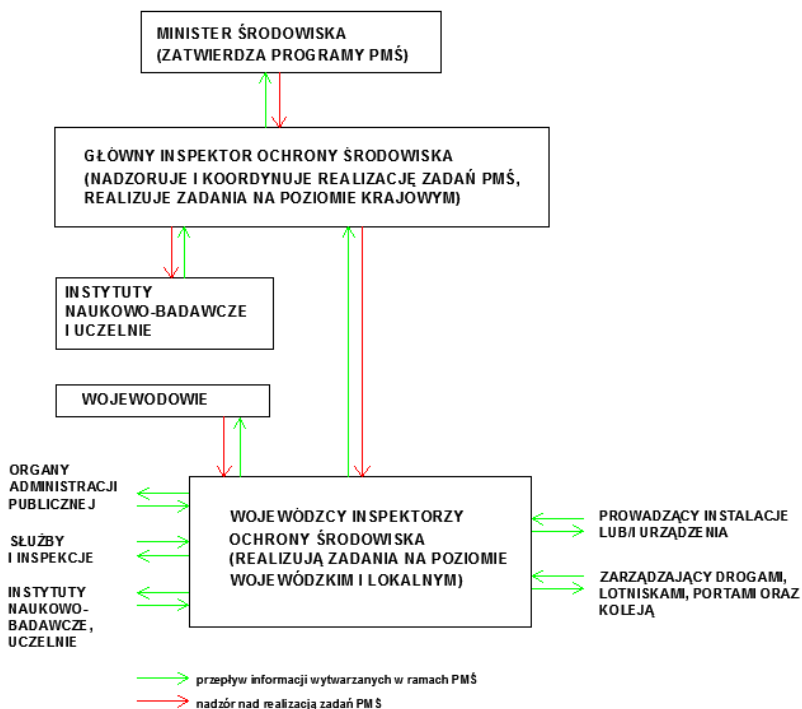 MINISTER ŚRODOWISKA
(ZATWIERDZA PROGRAMY PMŚ)
GŁÓWNY INSPEKTOR OCHRONY ŚRODOWISKA
(NADZORUJE I KOORDYNUJE REALIZACJĘ ZADAŃ PMŚ,
REALIZUJE ZADANIA NA POZIOMIE KRAJOWYM)
INSTYTUTY
NAUKOWO-BADAWCZE
I UCZELNIE
WOJEWODOWIE
ORGANY
ADMINISTRACJI
PUBLICZNEJ
SŁUŻBY
I INSPEKCJE
INSTYTUTY
NAUKOWO-
BADAWCZE,
UCZELNIE
WOJEWÓDZCY INSPEKTORZY
OCHRONY ŚRODOWISKA
(REALIZUJĄ ZADANIA NA POZIOMIE
WOJEWÓDZKIM I LOKALNYM)
PROWADZĄCY INSTALACJE
LUB/I URZĄDZENIA
ZARZĄDZAJĄCY DROGAMI,
LOTNISKAMI, PORTAMI ORAZ
KOLEJĄ
przepływ informacji wytwarzanych w ramach PMŚ
nadzór nad realizacją zadań PMŚ